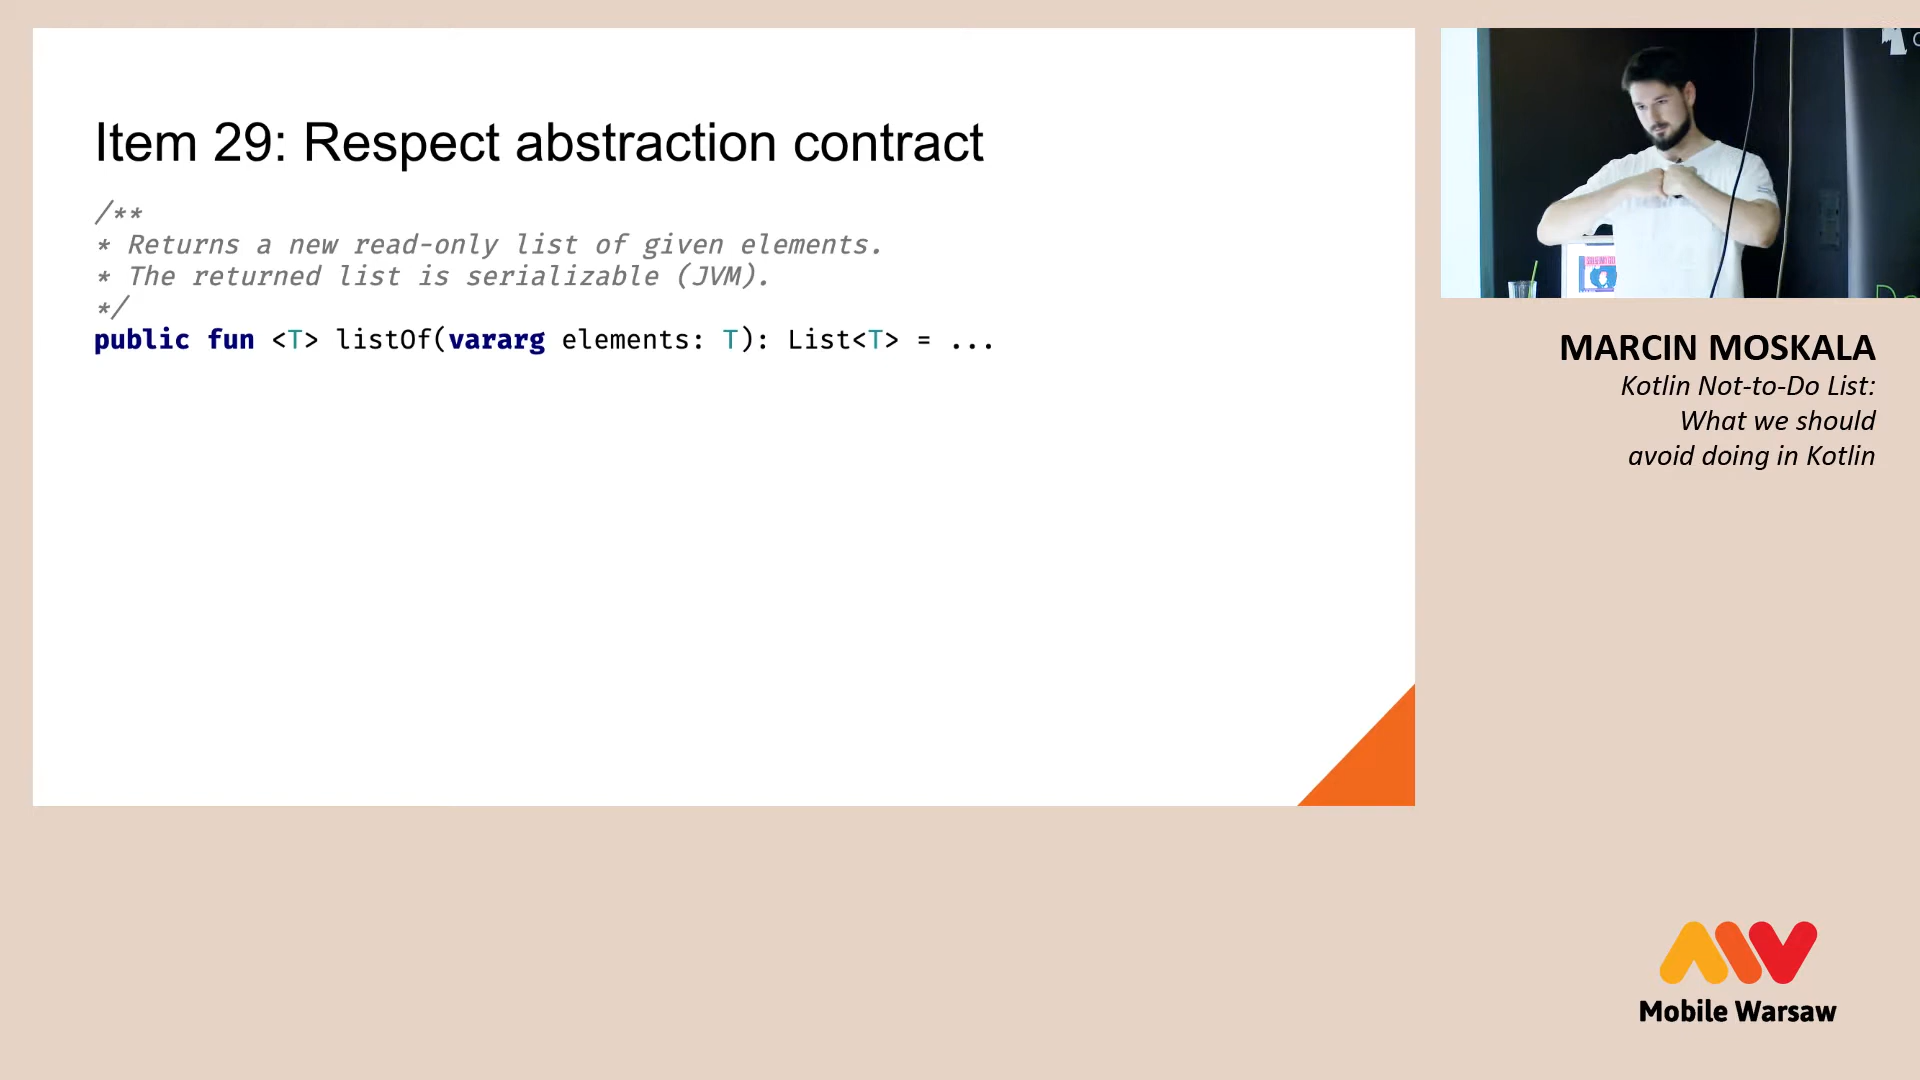 Item 29: Respect abstraction contract
/**
* Returns a new read-only list of given elements.
* The returned list is serializable (JVM).
*/
public fun <T> listOf(vararg elements: T): List<T> = ...
MARCIN MOSKALA
Kotlin Not-to-Do List:
What we should
avoid doing in Kotlin
Mobile Warsaw